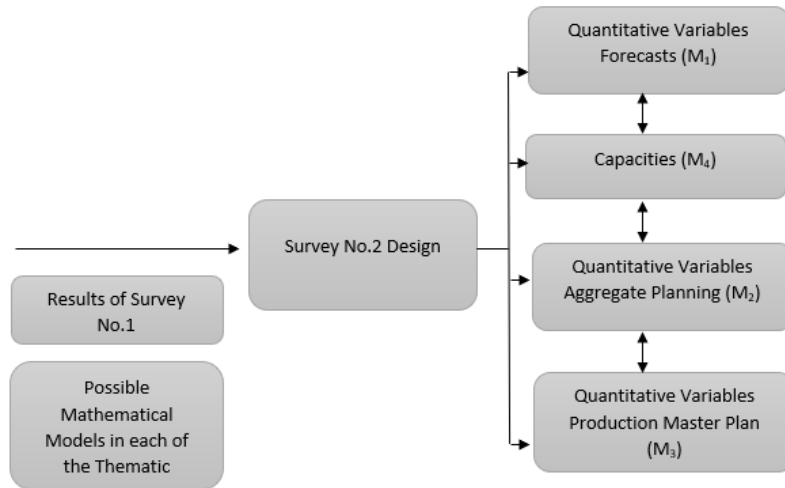 Quantitative Variables
Forecasts (M₁)
Capacities (M₄)
Survey No.2 Design
Quantitative Variables
Aggregate Planning (M₂)
Results of Survey
No.1
Possible
Mathematical
Models in each of
the Thematic
Quantitative Variables
Production Master Plan
(M₃)